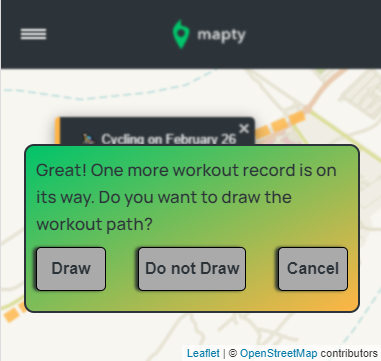 mapty
Cycling on February 26
×
Great! One more workout record is on
its way. Do you want to draw the
workout path?
Draw
Do not Draw
Cancel
Leaflet | © OpenStreetMap contributors